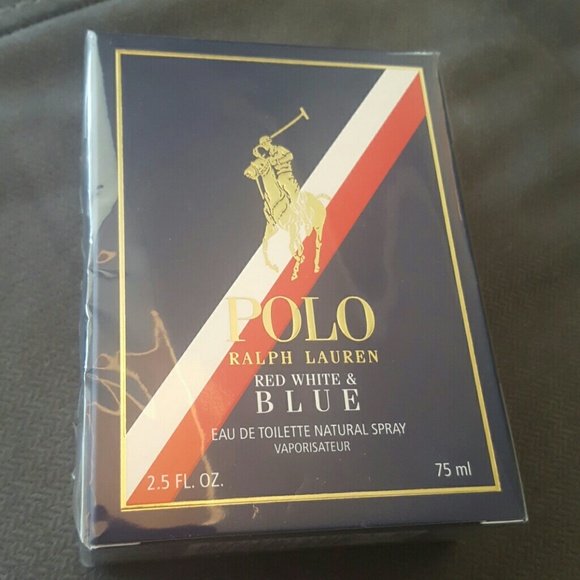 POLO
RALPH LAUREN
RED WHITE &
BLUE
EAU DE TOILETTE NATURAL SPRAY
VAPORISATEUR
2.5 FL. OZ. 75 ml